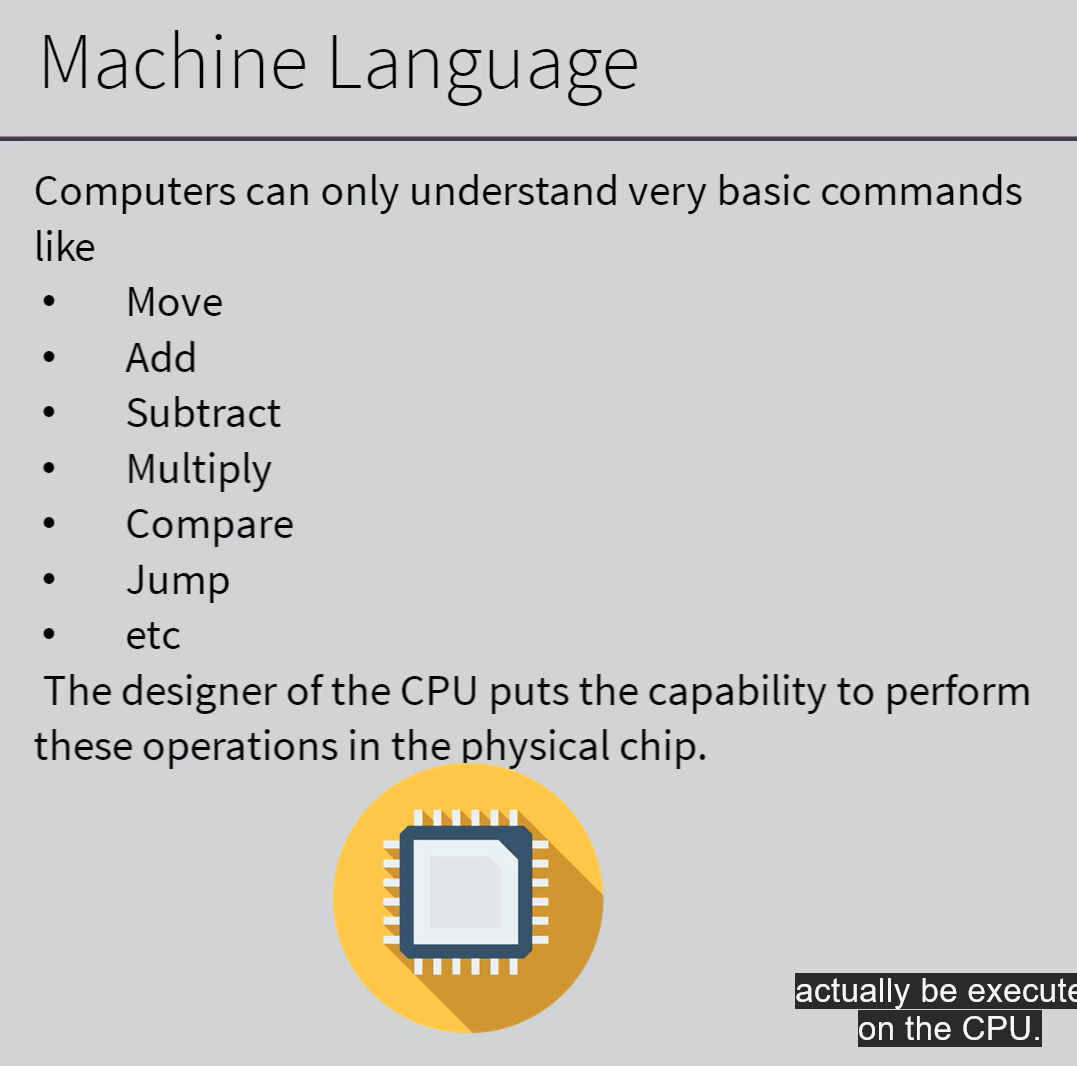 Machine Language
Computers can only understand very basic commands
like
• Move
• Add
• Subtract
• Multiply
• Compare
• Jump
• etc
The designer of the CPU puts the capability to perform
these operations in the physical chip.
actually be execute
on the CPU.